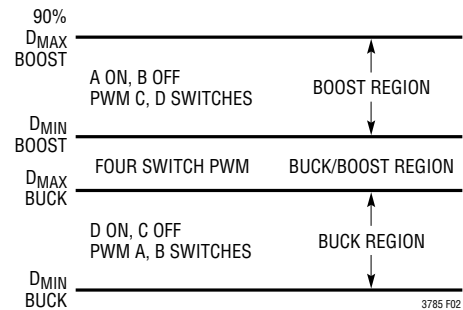 90%
DMAX
BOOST
A ON, B OFF
PWM C, D SWITCHES
BOOST REGION
DMIN
BOOST
FOUR SWITCH PWM
BUCK/BOOST REGION
DMAX
BUCK
D ON, C OFF
PWM A, B SWITCHES
BUCK REGION
DMIN
BUCK
3785 F02